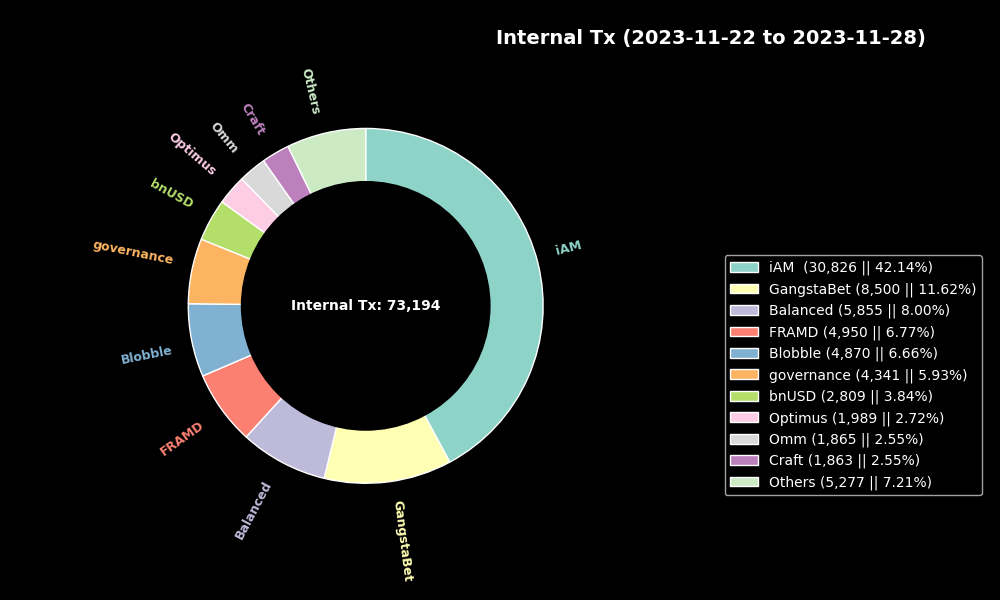 Internal Tx (2023-11-22 to 2023-11-28)
Others
Craft
Omm
Optimus
bnUSD
governance
iAM
Internal Tx: 73,194
Blobble
FRAMD
Balanced
GangstaBet
iAM  (30,826 || 42.14%)
GangstaBet (8,500 || 11.62%)
Balanced (5,855 || 8.00%)
FRAMD (4,950 || 6.77%)
Blobble (4,870 || 6.66%)
governance (4,341 || 5.93%)
bnUSD (2,809 || 3.84%)
Optimus (1,989 || 2.72%)
Omm (1,865 || 2.55%)
Craft (1,863 || 2.55%)
Others (5,277 || 7.21%)